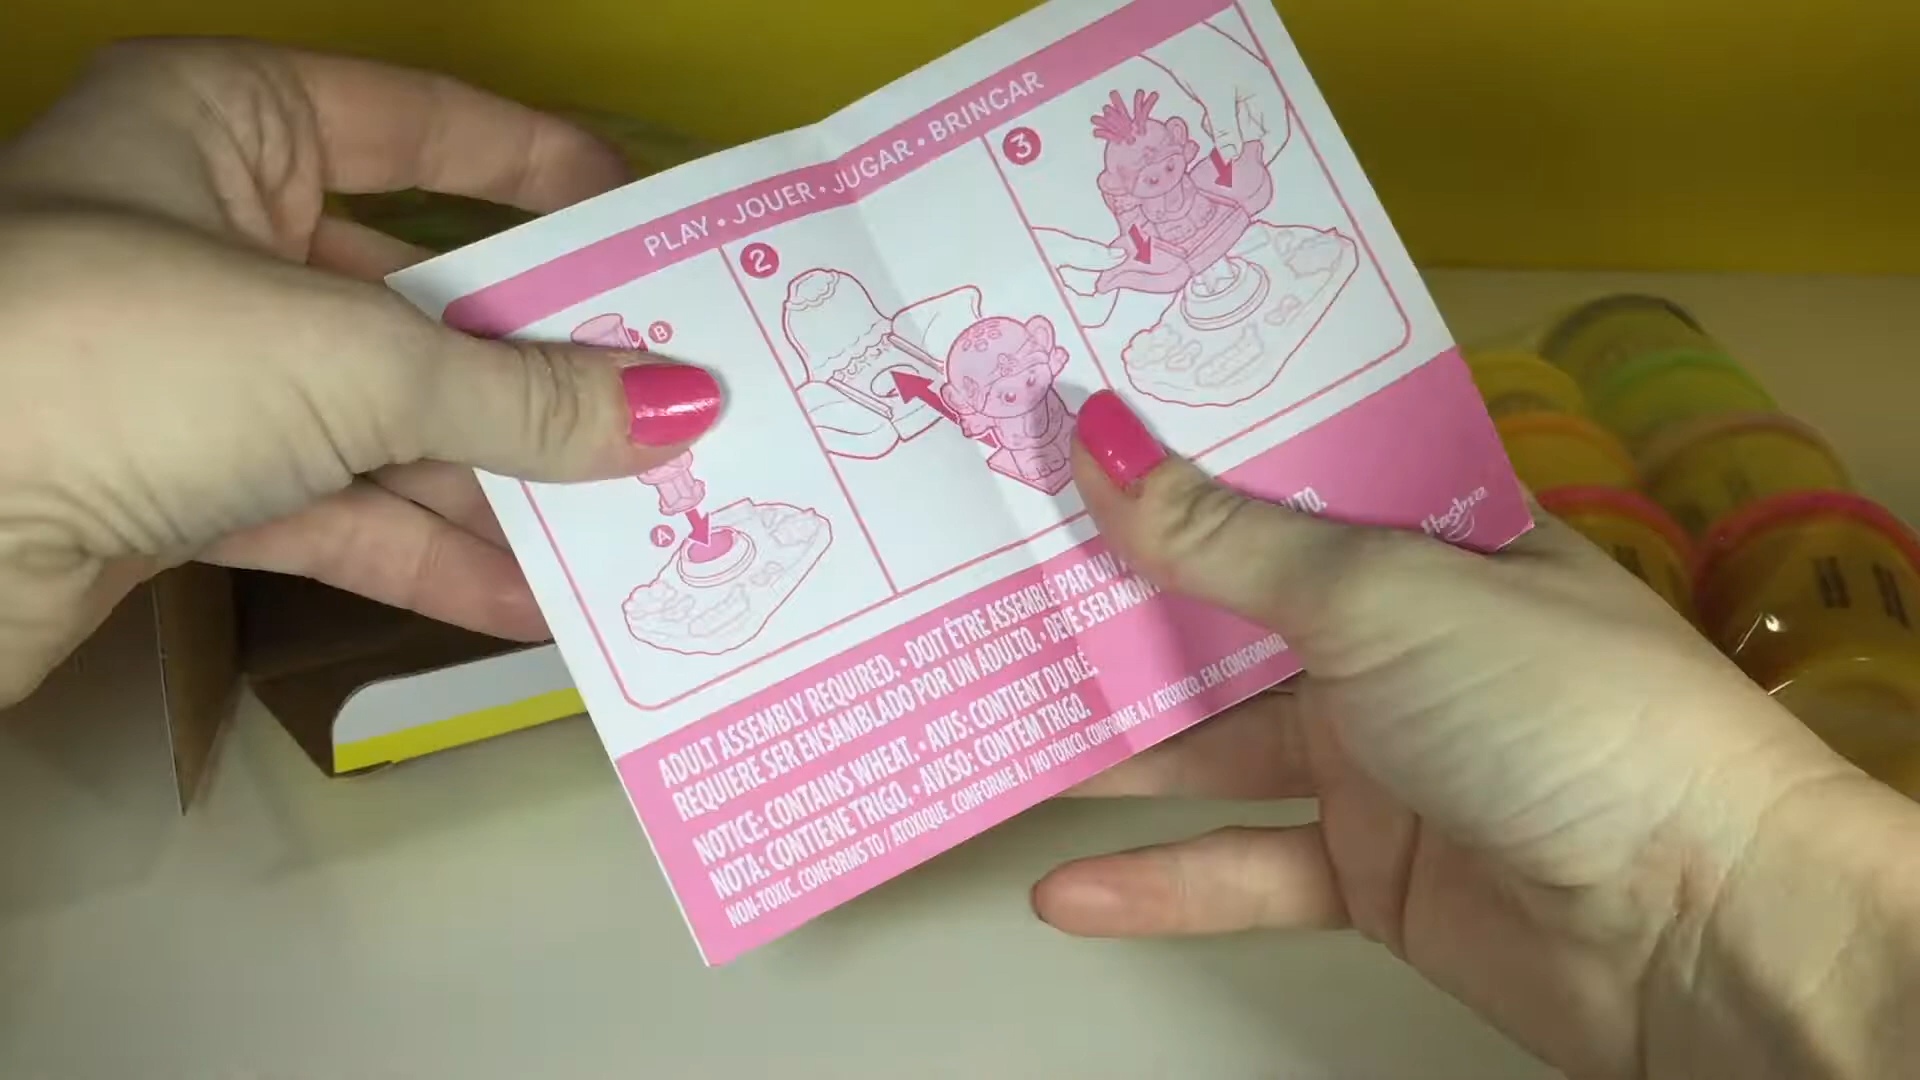 PLAY • JOUER • JUGAR • BRINCAR
B
A
2
3
ADULT ASSEMBLY REQUIRED. • DOIT ÊTRE ASSEMBLÉ PAR UN
REQUIERE SER ENSAMBLADO POR UN ADULTO. • DEVE SER
NOTICE: CONTAINS WHEAT. • AVIS: CONTIENT DU BLÉ.
NOTA: CONTIENE TRIGO. • AVISO: CONTÉM TRIGO.
NON-TOXIC. CONFORMS TO / ATOXIQUE. CONFORME À / NO TÓXICO. CONFORME A / ATÓXICO. EM
Hasbro